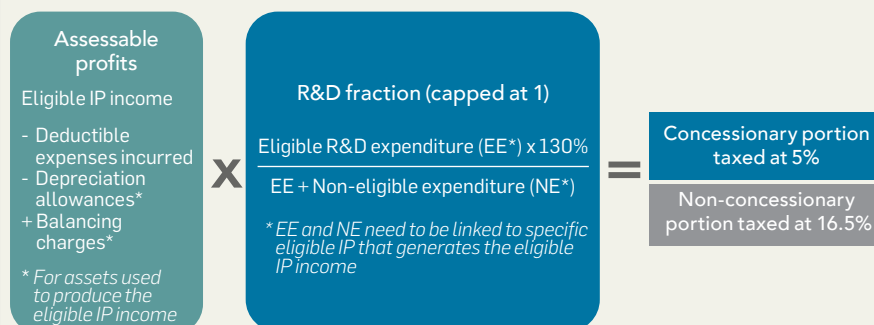 Assessable
profits
Eligible IP income
- Deductible
expenses incurred
- Depreciation
allowances*
+ Balancing
charges*
* For assets used
to produce the
eligible IP income
X
R&D fraction (capped at 1)
Eligible R&D expenditure (EE*) x 130%
EE + Non-eligible expenditure (NE*)
* EE and NE need to be linked to specific
eligible IP that generates the eligible
IP income
=
Concessionary portion
taxed at 5%
Non-concessionary
portion taxed at 16.5%